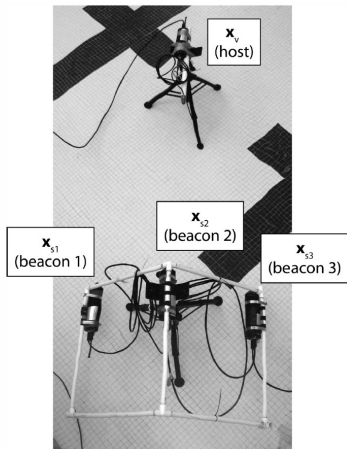 x_v
(host)
x_s2
(beacon 2)
x_s1
(beacon 1)
x_s3
(beacon 3)